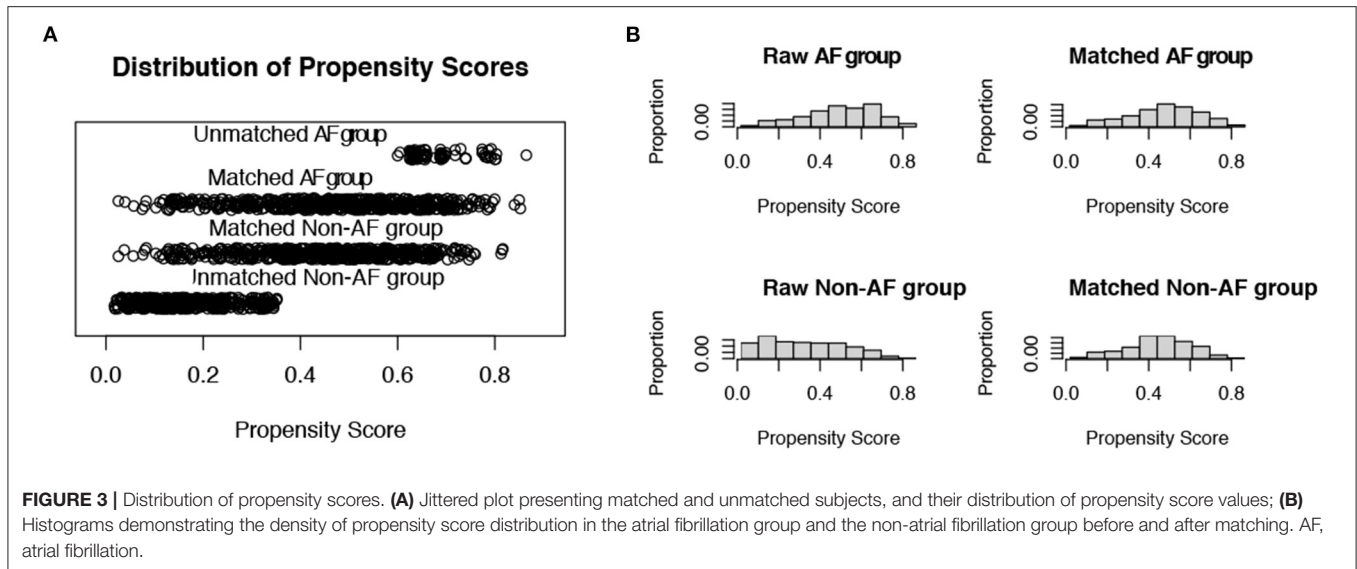 A
Distribution of Propensity Scores
Unmatched AF group
Matched AF group
Matched Non-AF group
Unmatched Non-AF group
0.0 0.2 0.4 0.6 0.8
Propensity Score
B
Raw AF group
Proportion
0.00
0.0 0.4 0.8
Propensity Score
Matched AF group
Proportion
0.00
0.0 0.4 0.8
Propensity Score
Raw Non-AF group
Proportion
0.00
0.0 0.4 0.8
Propensity Score
Matched Non-AF group
Proportion
0.00
0.0 0.4 0.8
Propensity Score
FIGURE 3 | Distribution of propensity scores. (A) Jittered plot presenting matched and unmatched subjects, and their distribution of propensity score values; (B)
Histograms demonstrating the density of propensity score distribution in the atrial fibrillation group and the non-atrial fibrillation group before and after matching. AF,
atrial fibrillation.